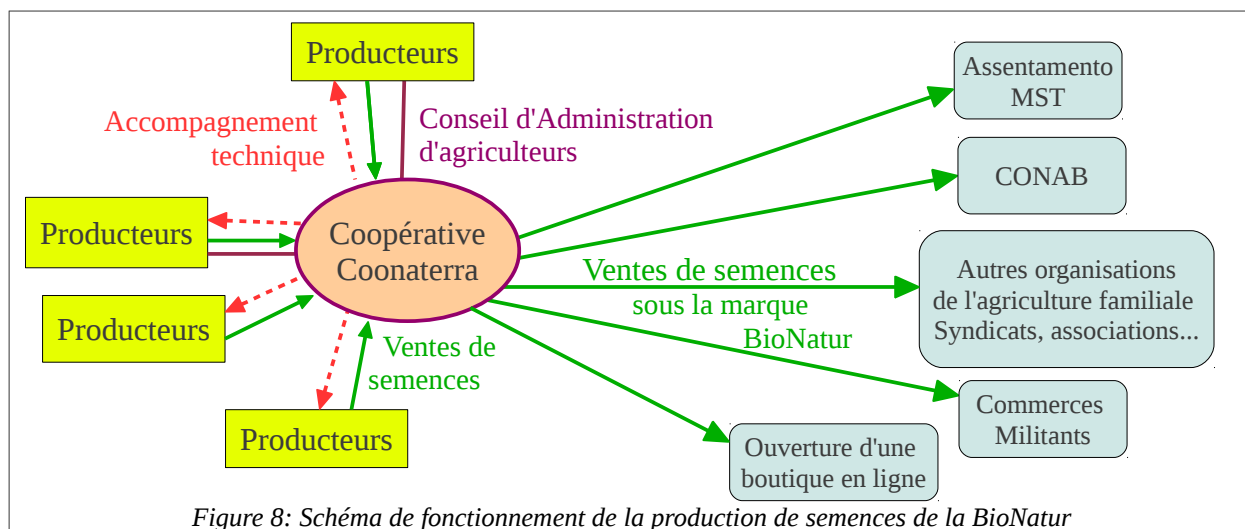 Producteurs
Accompagnement
technique
Conseil d'Administration
d'agriculteurs
Producteurs
Coopérative
Coonaterra
Producteurs
Ventes de
semences
Producteurs
Ventes de semences
sous la marque
BioNatur
Assentamento
MST
CONAB
Autres organisations
de l'agriculture familiale
Syndicats, associations...
Commerces
Militants
Ouverture d'une
boutique en ligne
Figure 8: Schéma de fonctionnement de la production de semences de la BioNatur